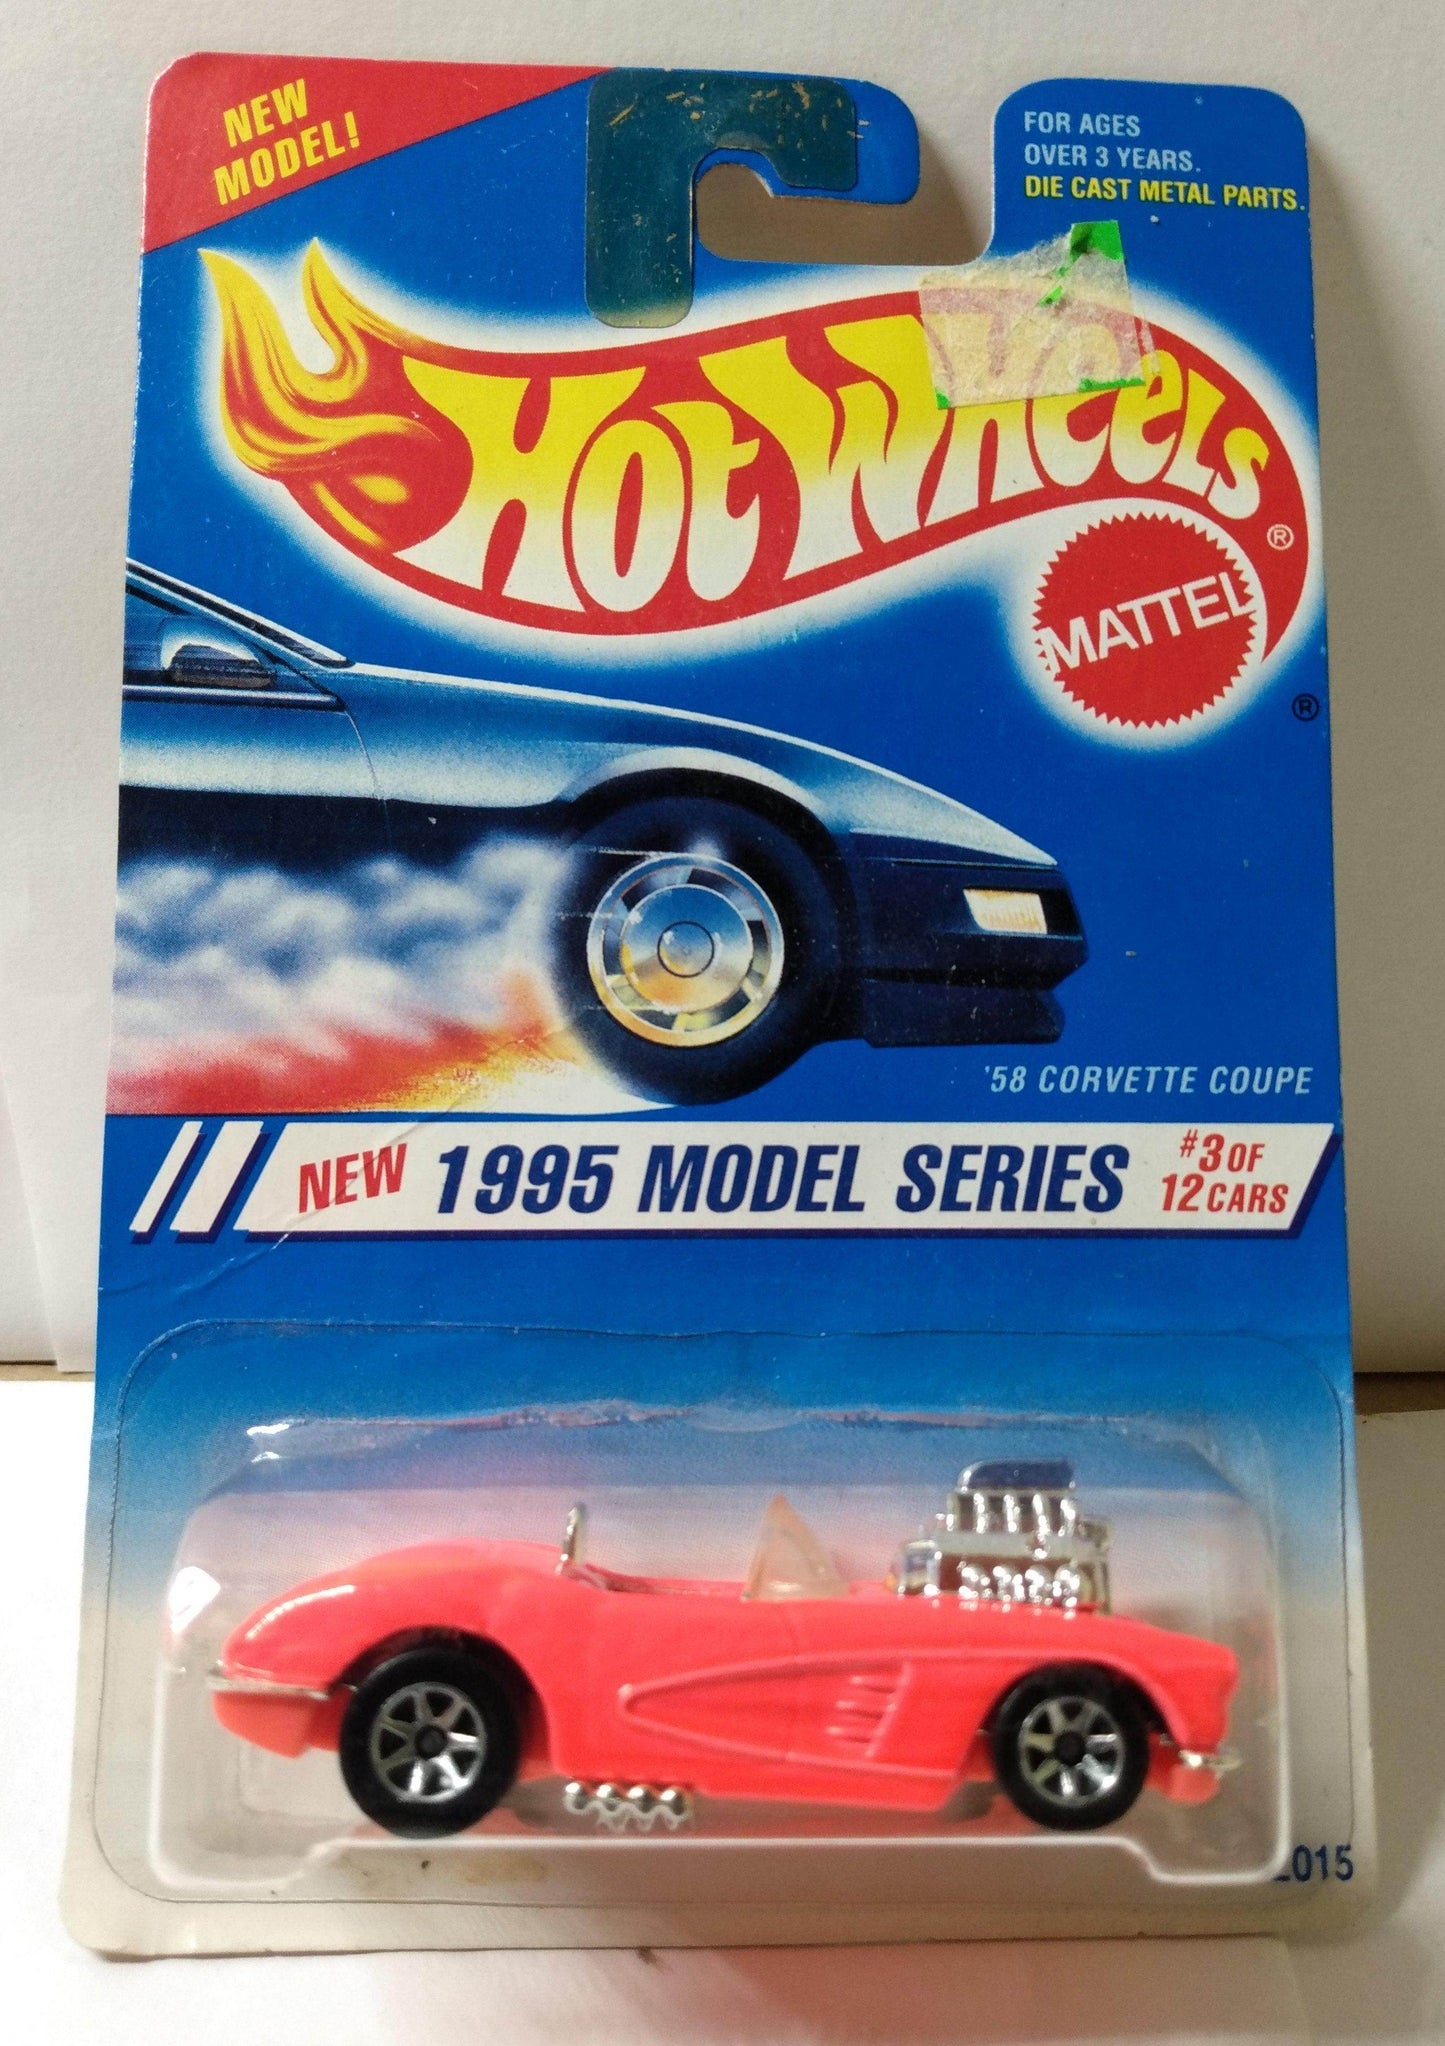 NEW
MODEL!
FOR AGES
OVER 3 YEARS.
DIE CAST METAL PARTS.
HOT WHEELS
®
MATTEL
®
'58 CORVETTE COUPE
NEW 1995 MODEL SERIES #3 OF
12 CARS
015